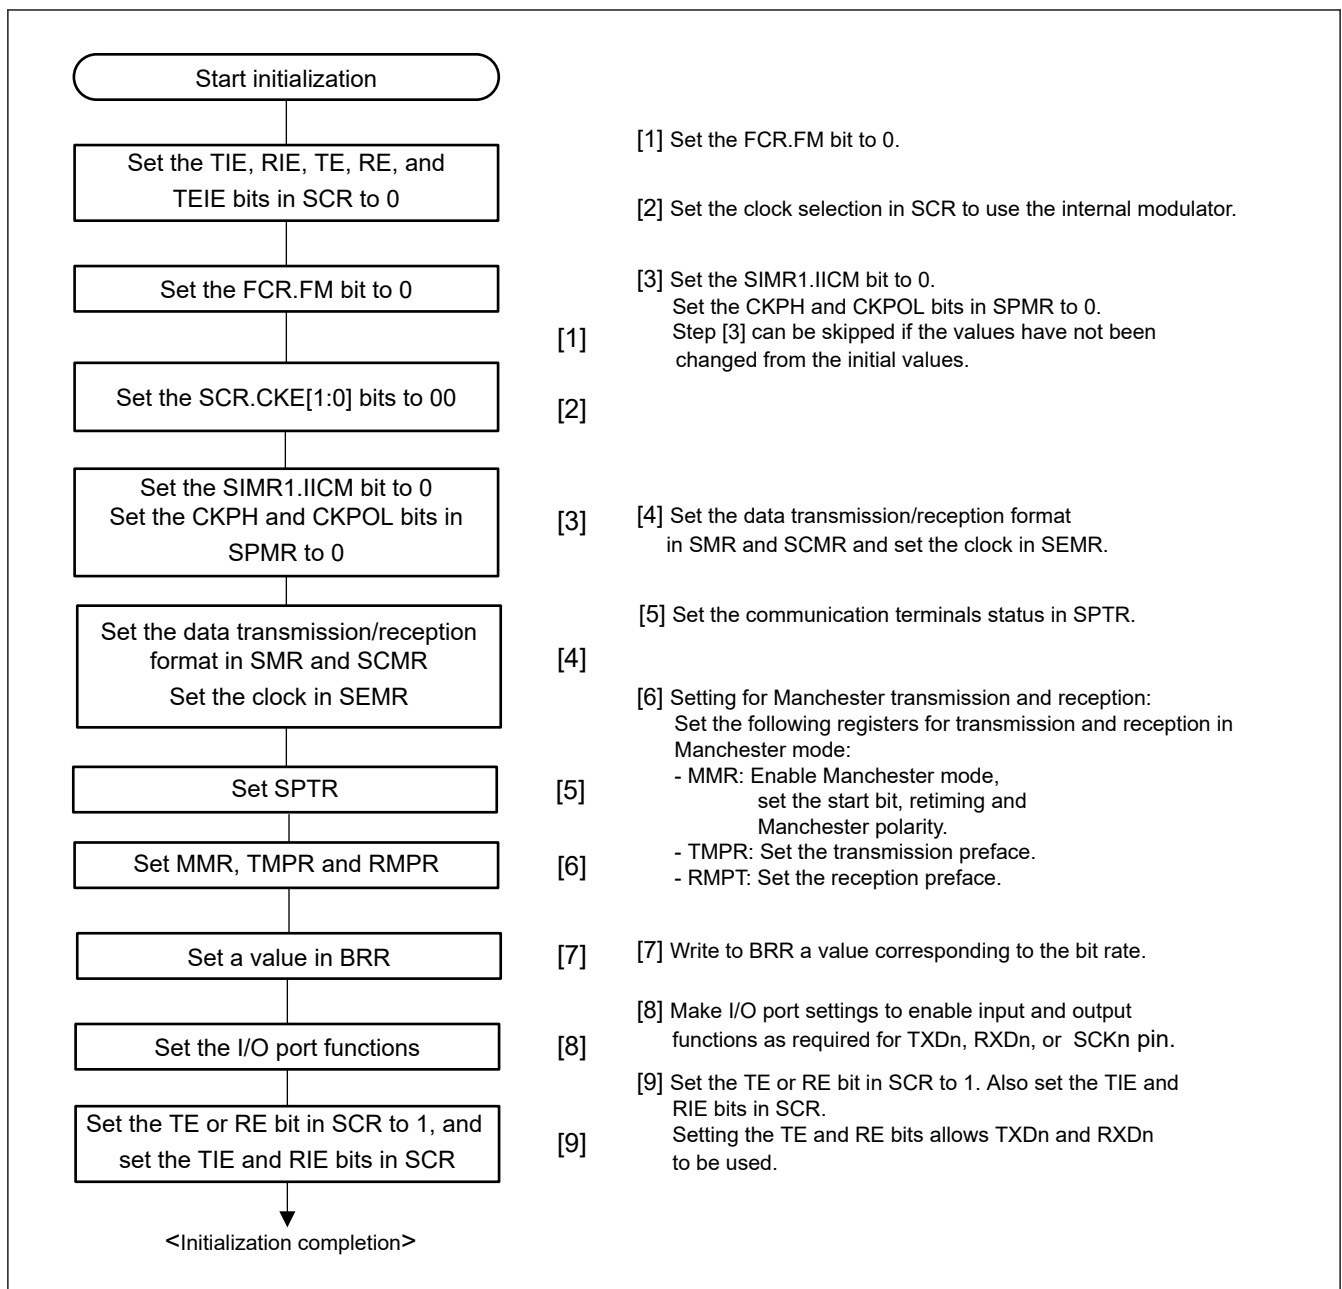 Start initialization
Set the TIE, RIE, TE, RE, and
TEIE bits in SCR to 0
Set the FCR.FM bit to 0
[1]
Set the SCR.CKE[1:0] bits to 00
[2]
Set the SIMR1.IICM bit to 0
Set the CKPH and CKPOL bits in
SPMR to 0
[3]
Set the data transmission/reception
format in SMR and SCMR
Set the clock in SEMR
[4]
Set SPTR
[5]
Set MMR, TMPR and RMPR
[6]
Set a value in BRR
[7]
Set the I/O port functions
[8]
Set the TE or RE bit in SCR to 1, and
set the TIE and RIE bits in SCR
[9]
<Initialization completion>
[1] Set the FCR.FM bit to 0.
[2] Set the clock selection in SCR to use the internal modulator.
[3] Set the SIMR1.IICM bit to 0.
Set the CKPH and CKPOL bits in SPMR to 0.
Step [3] can be skipped if the values have not been
changed from the initial values.
[4] Set the data transmission/reception format
in SMR and SCMR and set the clock in SEMR.
[5] Set the communication terminals status in SPTR.
[6] Setting for Manchester transmission and reception:
Set the following registers for transmission and reception in
Manchester mode:
- MMR: Enable Manchester mode,
set the start bit, retiming and
Manchester polarity.
- TMPR: Set the transmission preface.
- RMPT: Set the reception preface.
[7] Write to BRR a value corresponding to the bit rate.
[8] Make I/O port settings to enable input and output
functions as required for TXDn, RXDn, or SCKn pin.
[9] Set the TE or RE bit in SCR to 1. Also set the TIE and
RIE bits in SCR.
Setting the TE and RE bits allows TXDn and RXDn
to be used.